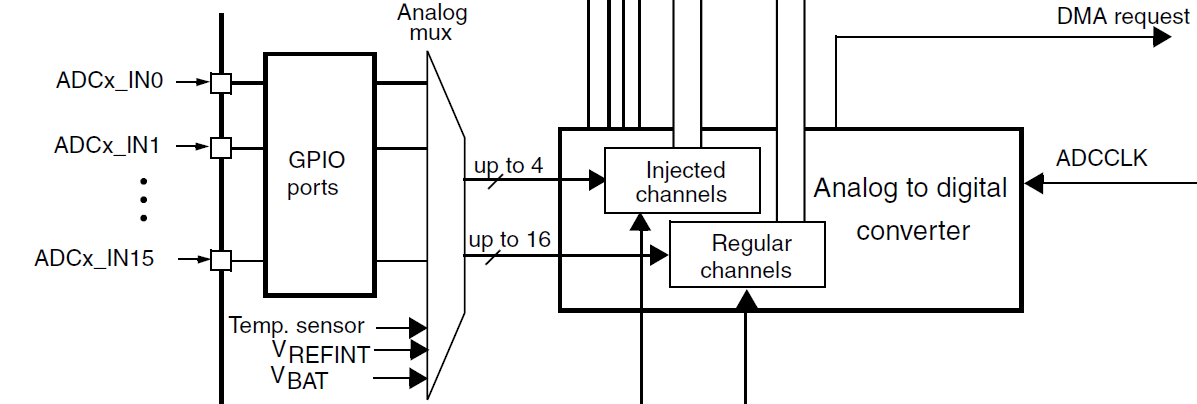 Analog
mux
DMA request
ADCx_IN0
ADCx_IN1
ADCx_IN15
GPIO
ports
up to 4
up to 16
Injected
channels
Regular
channels
Analog to digital
converter
ADCCLK
Temp. sensor
VREFINT
VBAT